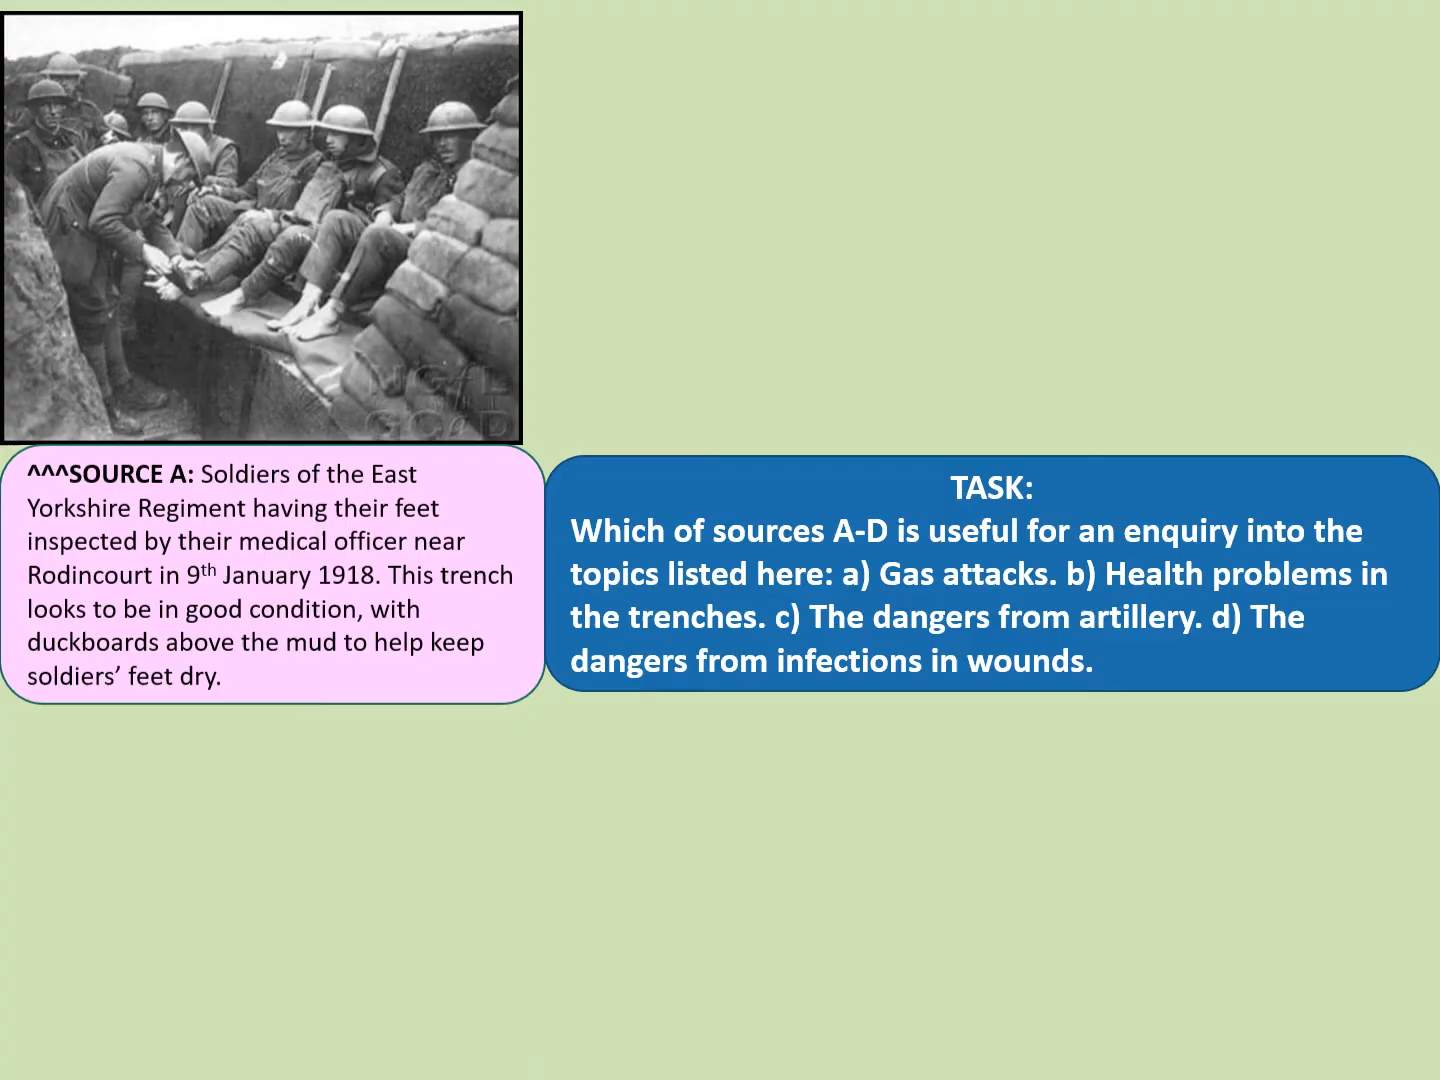 ^^^SOURCE A: Soldiers of the East
Yorkshire Regiment having their feet
inspected by their medical officer near
Rodincourt in 9th January 1918. This trench
looks to be in good condition, with
duckboards above the mud to help keep
soldiers’ feet dry.
TASK:
Which of sources A-D is useful for an enquiry into the
topics listed here: a) Gas attacks. b) Health problems in
the trenches. c) The dangers from artillery. d) The
dangers from infections in wounds.